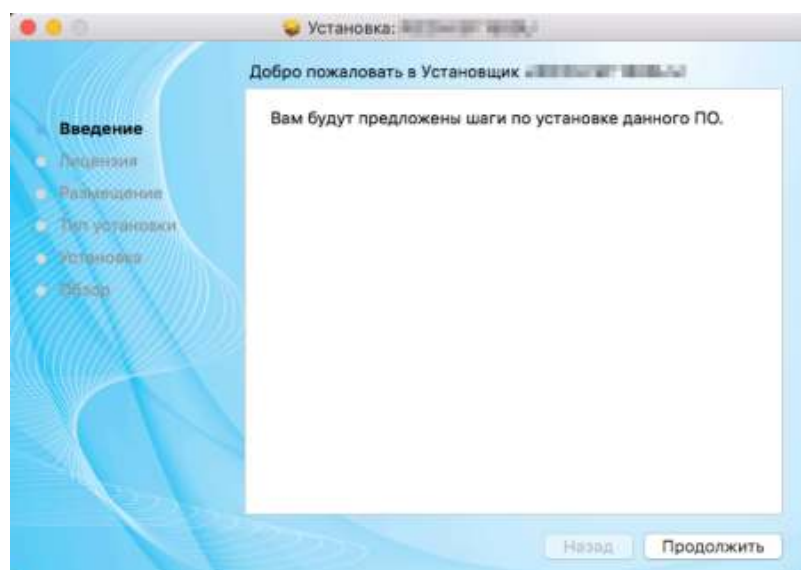 Установка:
Добро пожаловать в Установщик
Введение
Лицензия
Размещение
Тип установки
Установка
Обзор
Вам будут предложены шаги по установке данного ПО.
Назад
Продолжить